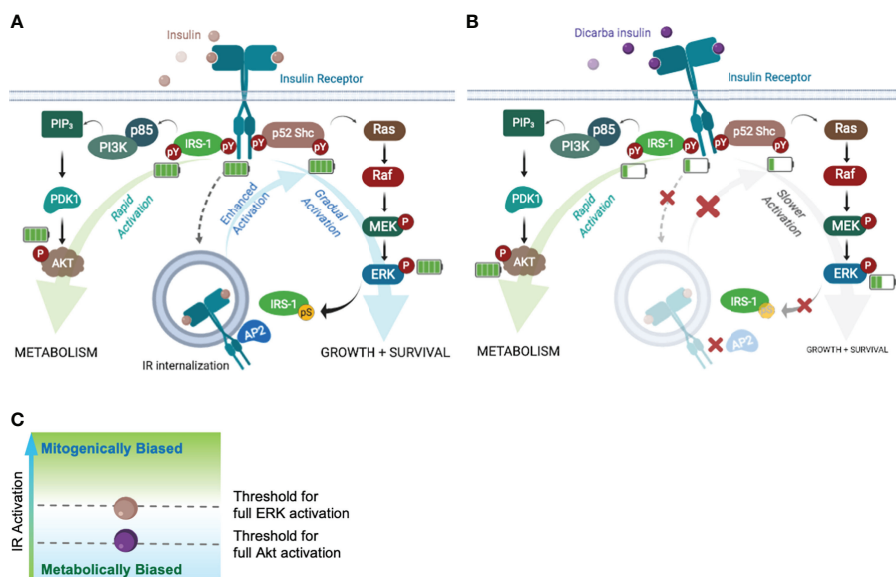 A
Insulin
Insulin Receptor
PIP₃
p85
PI3K
IRS-1
pY
pY
p52 Shc
pY
Ras
Raf
PDK1
Rapid
Activation
Enhanced
Activation
Gradual
Activation
MEK
P
P
AKT
ERK
P
IRS-1
pS
AP2
IR internalization
METABOLISM
GROWTH + SURVIVAL
B
Dicarba insulin
Insulin Receptor
PIP₃
p85
PI3K
IRS-1
pY
pY
p52 Shc
pY
pY
Ras
Raf
PDK1
Rapid
Activation
Slower
Activation
MEK
P
P
AKT
ERK
P
IRS-1
AP2
METABOLISM
GROWTH + SURVIVAL
C
IR Activation
Mitogenically Biased
Threshold for
full ERK activation
Threshold for
full Akt activation
Metabolically Biased